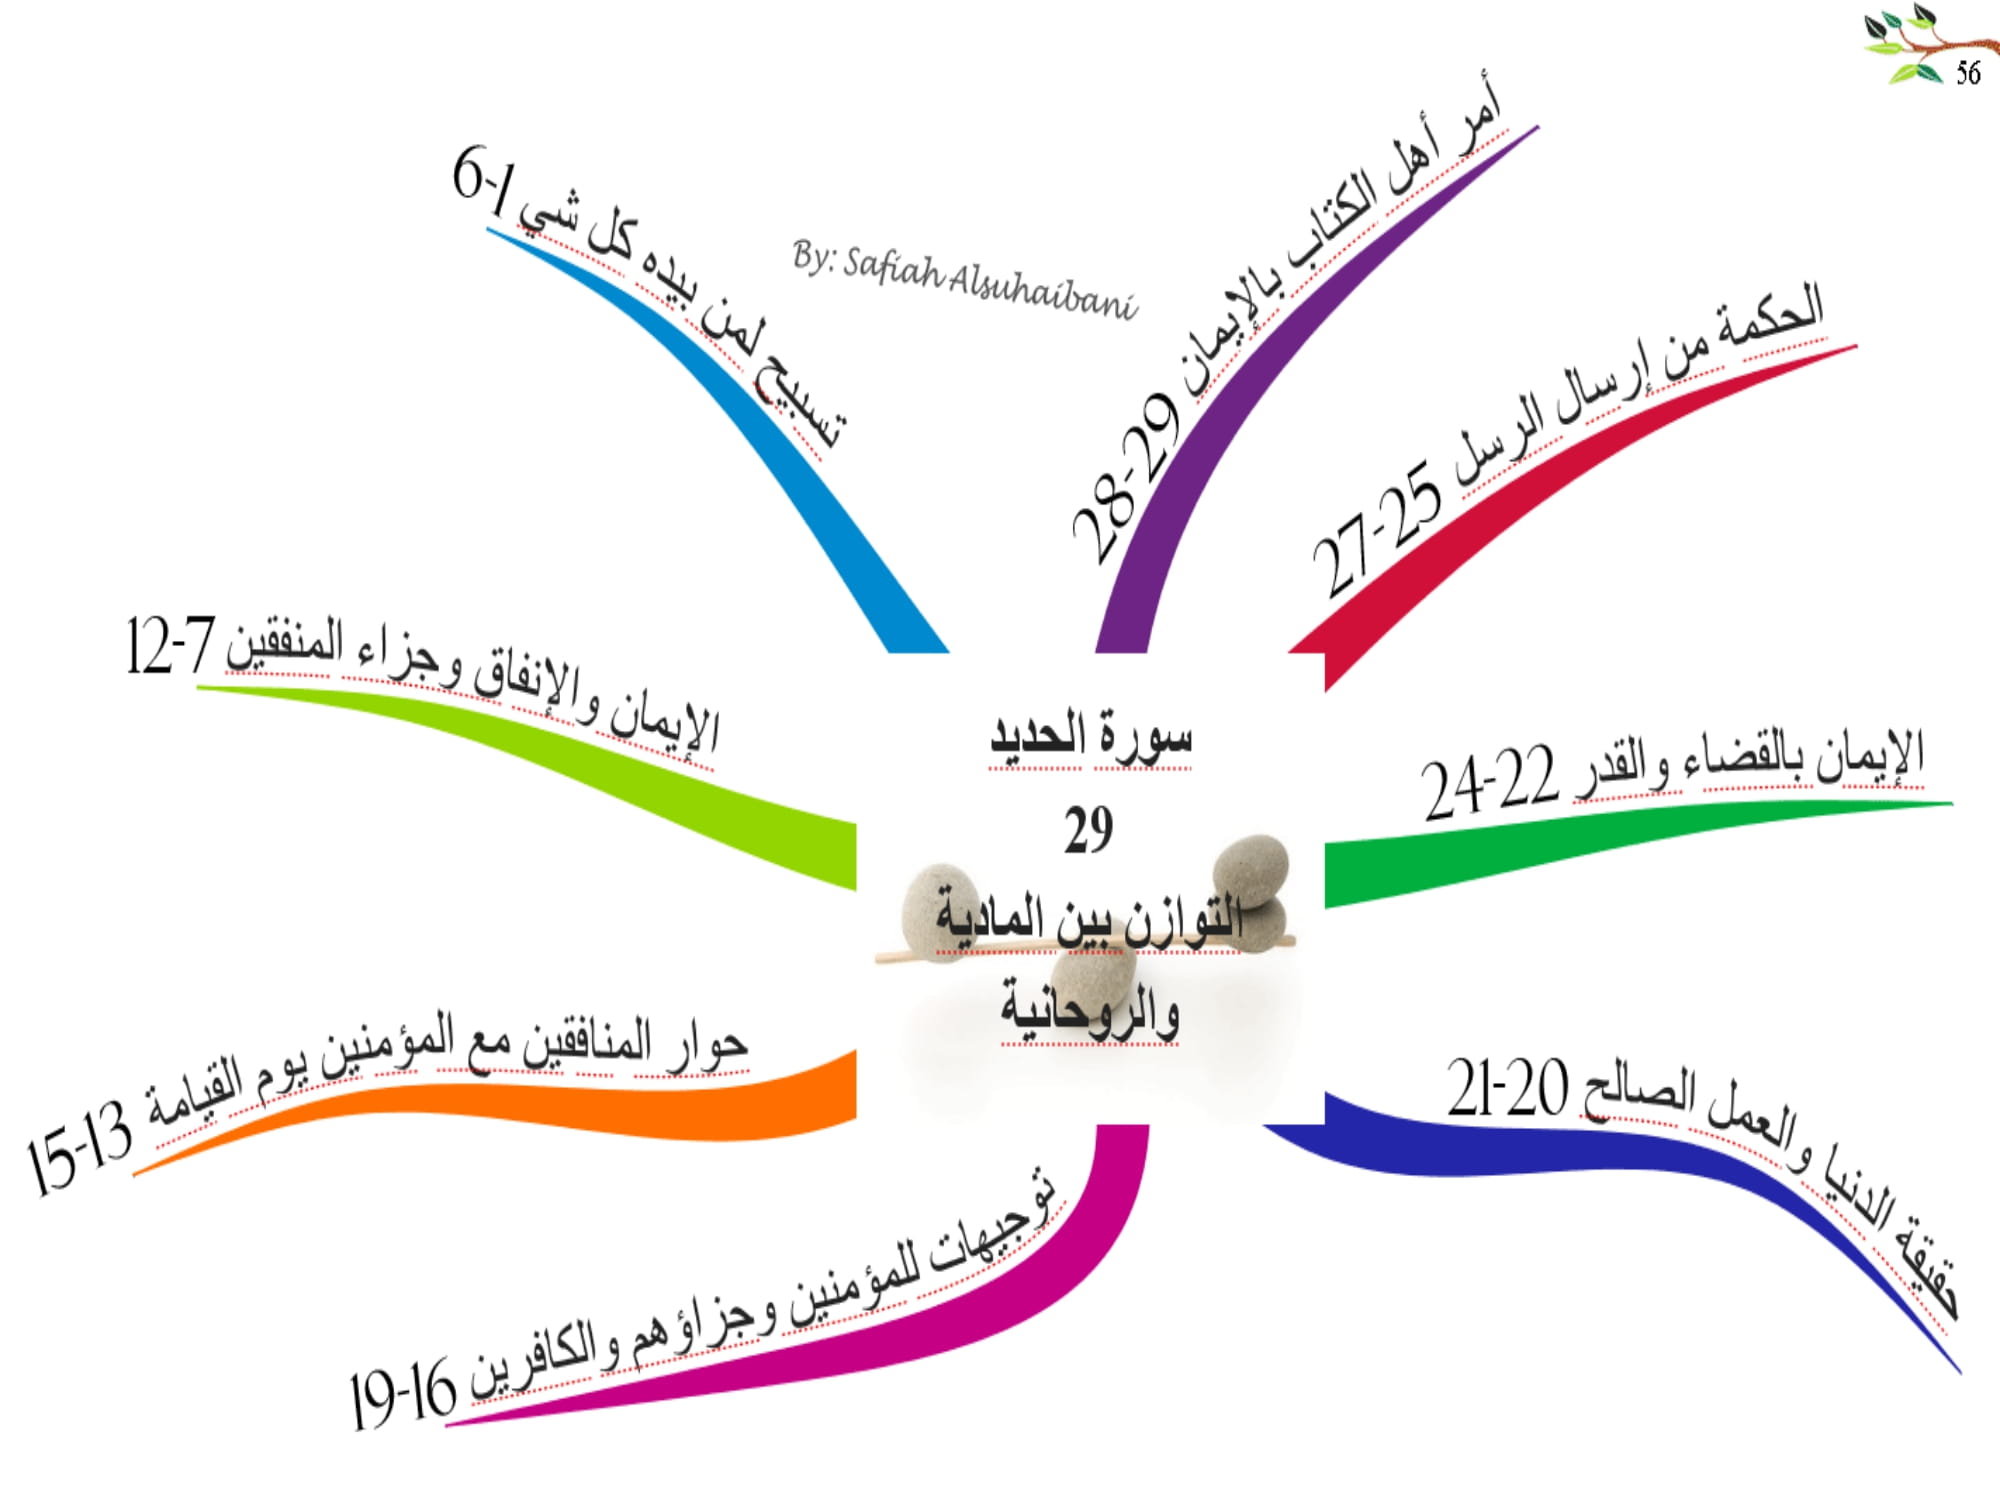 56
By: Safiah Alsuhaibani
سورة الحديد
29
التوازن بين المادية
والروحانية
تسبيح لمن بيده كل شي 1-6
الإيمان والإنفاق وجزاء المنفقين 7-12
حوار المنافقين مع المؤمنين يوم القيامة 13-15
توجيهات للمؤمنين وجزاؤهم والكافرين 16-19
حقيقة الدنيا والعمل الصالح 20-21
الإيمان بالقضاء والقدر 22-24
الحكمة من إرسال الرسل 25-27
أمر أهل الكتاب بالإيمان 28-29